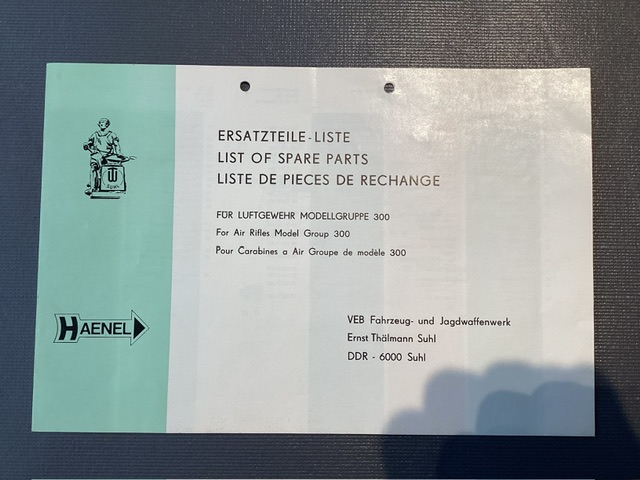 ERSATZTEILE-LISTE
LIST OF SPARE PARTS
LISTE DE PIECES DE RECHANGE
FÜR LUFTGEWEHR MODELLGRUPPE 300
For Air Rifles Model Group 300
Pour Carabines a Air Groupe de modèle 300
HAENEL
VEB Fahrzeug- und Jagdwaffenwerk
Ernst Thälmann Suhl
DDR - 6000 Suhl